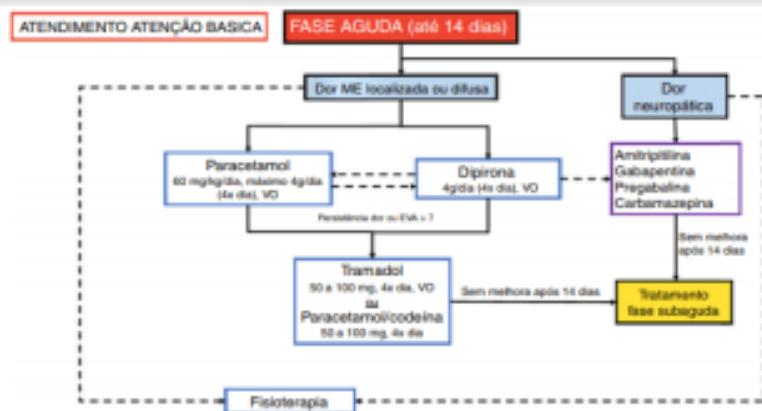 ATENDIMENTO ATENÇÃO BASICA
FASE AGUDA (até 14 dias)
Dor ME localizada ou difusa
Dor
neuropática
Paracetamol
60 mg/kg/dia, máximo 4g/dia
(4x dia), VO
Dipirona
4g/dia (4x dia), VO
Amitriptilina
Gabapentina
Pregabalina
Carbamazepina
Persistência dor ou EVA > 7
Sem melhora
após 14 dias
Tramadol
50 a 100 mg, 4x dia, VO
ou
Paracetamol/codeína
50 a 100 mg, 4x dia
Sem melhora após 14 dias
Tratamento
fase subaguda
Fisioterapia